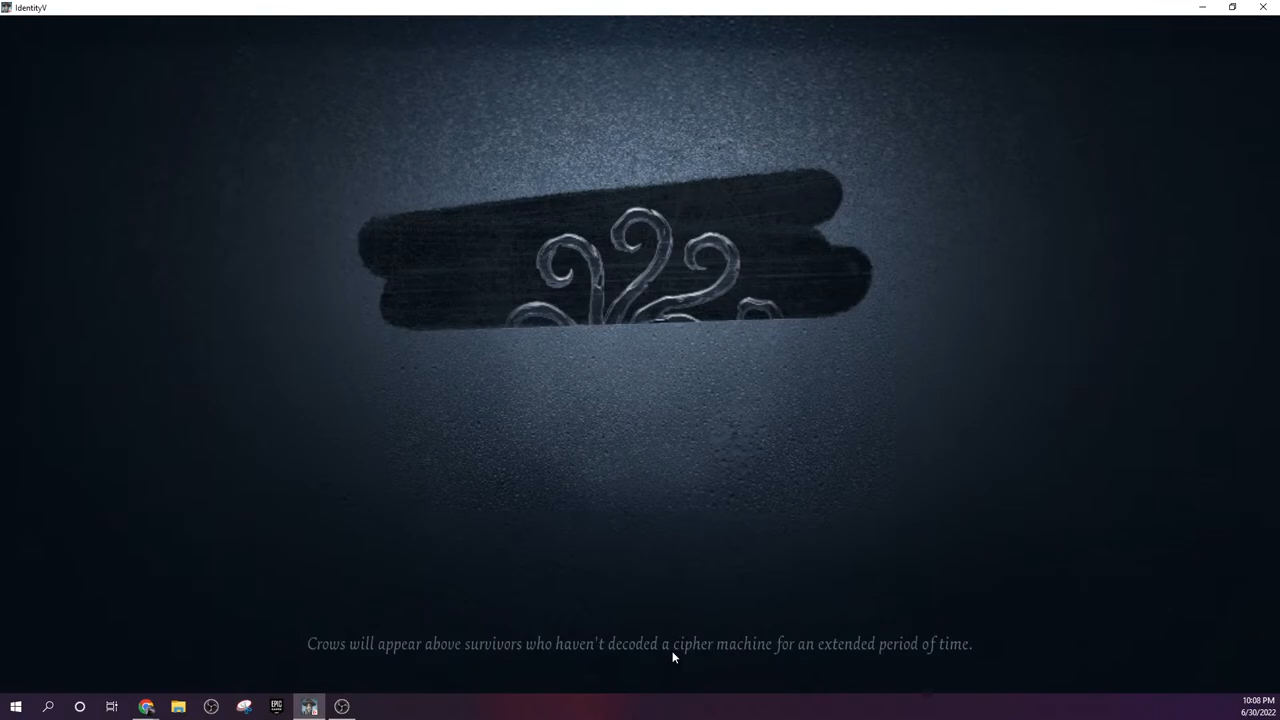 IdentityV
Crows will appear above survivors who haven't decoded a cipher machine for an extended period of time.
EPIC
10:08 PM
6/30/2022